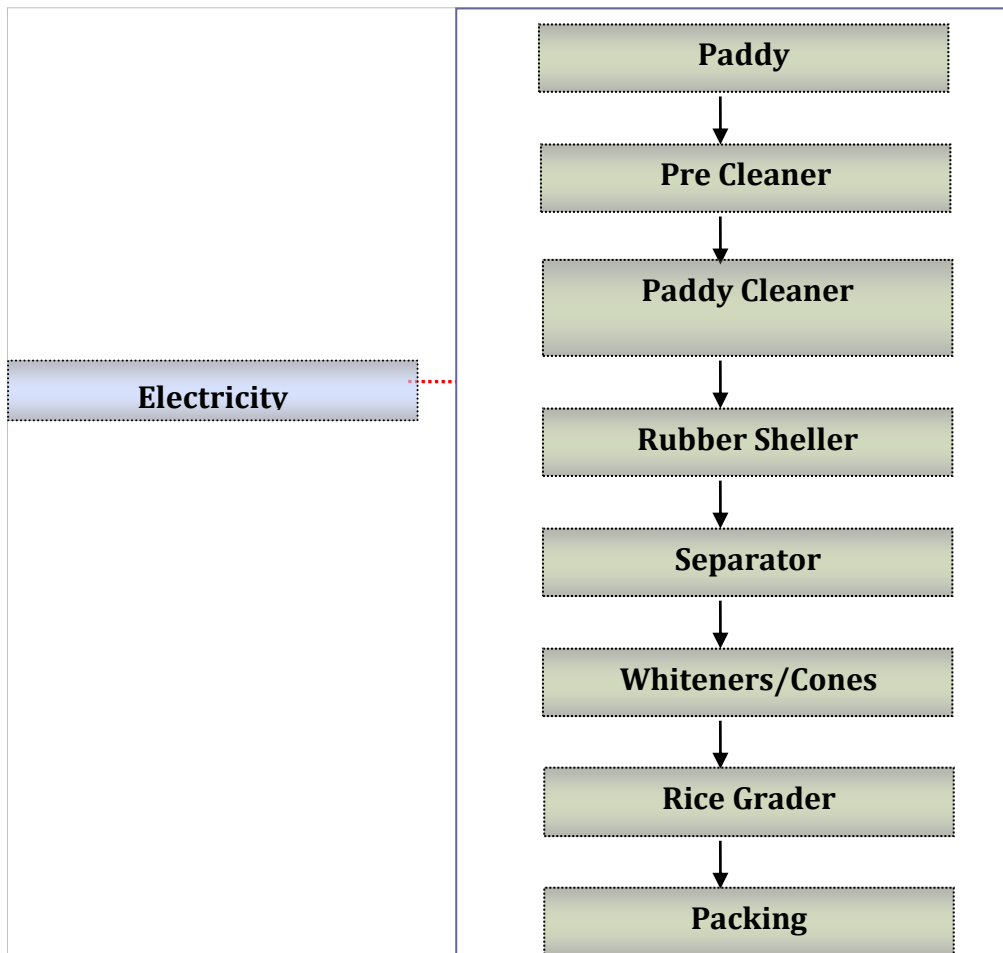 Paddy
Pre Cleaner
Paddy Cleaner
Electricity
Rubber Sheller
Separator
Whiteners/Cones
Rice Grader
Packing